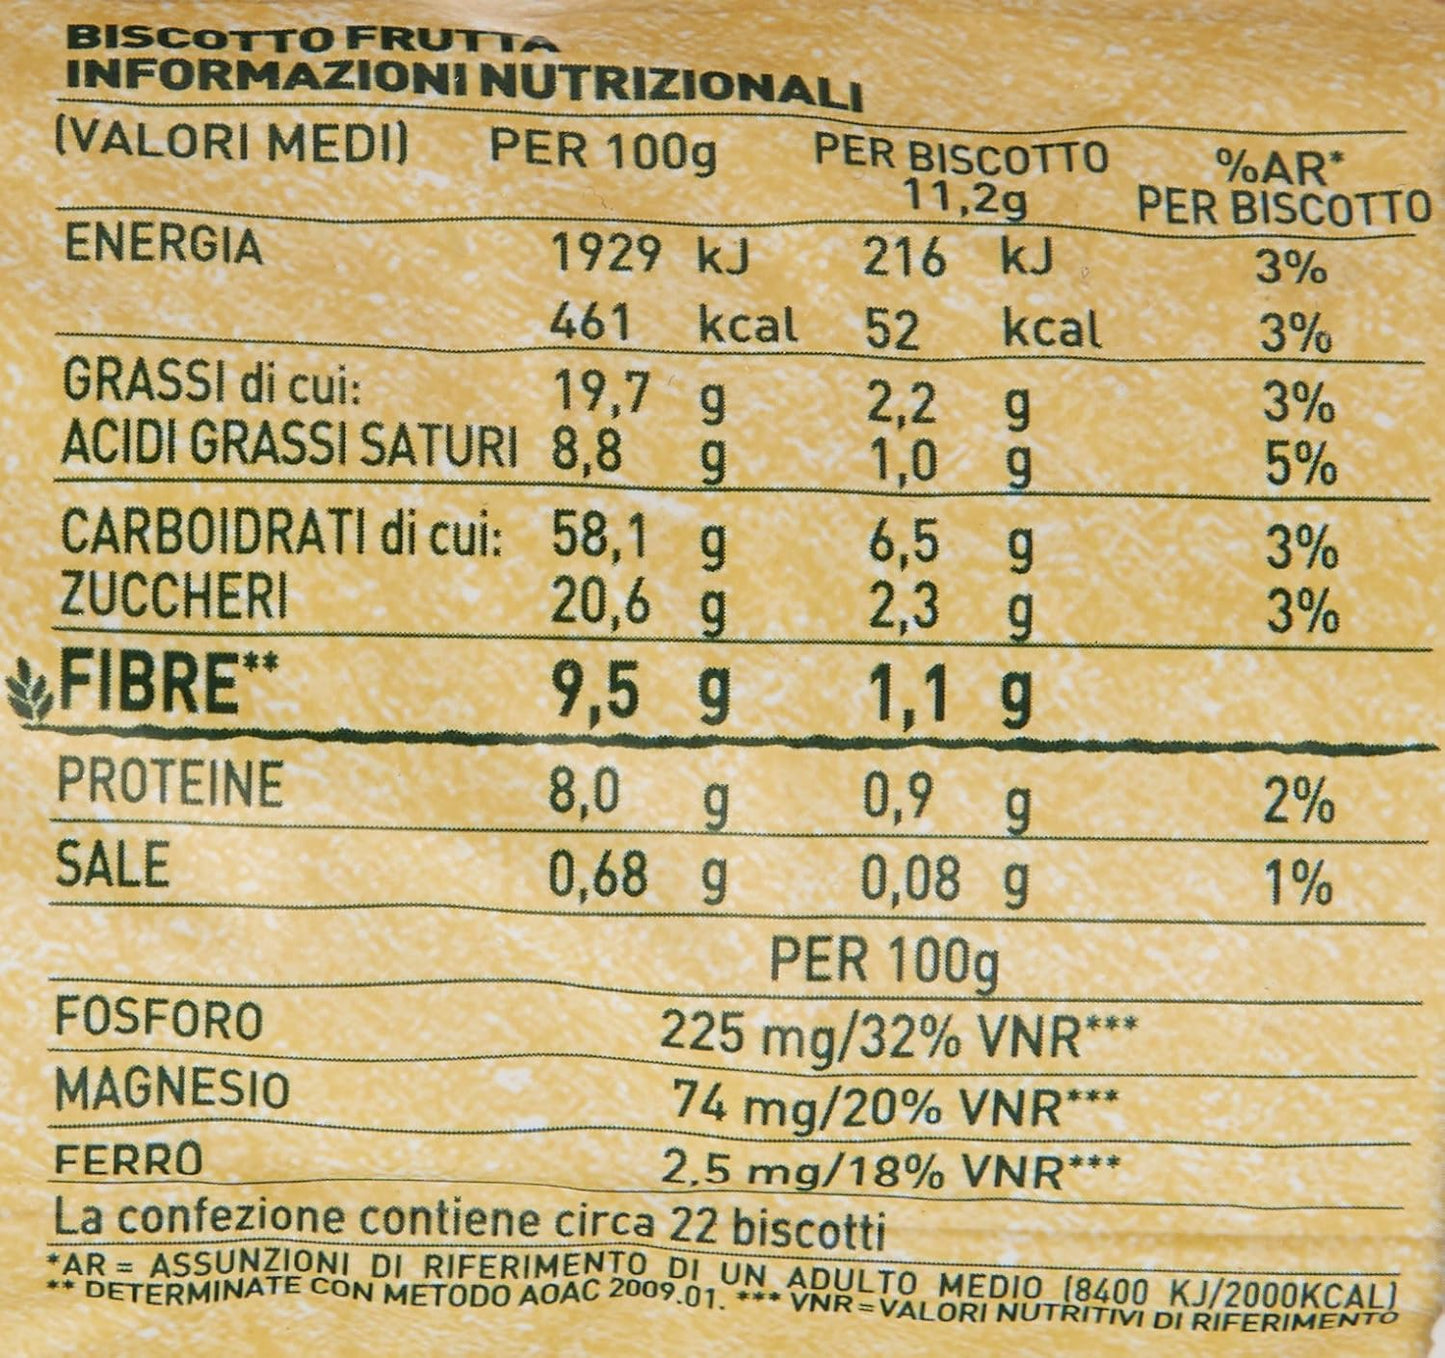 BISCOTTO FRUTTA
INFORMAZIONI NUTRIZIONALI
(VALORI MEDI) PER 100g PER BISCOTTO 11,2g %AR* PER BISCOTTO
ENERGIA 1929 kJ 216 kJ 3%
461 kcal 52 kcal 3%
GRASSI di cui: 19,7 g 2,2 g 3%
ACIDI GRASSI SATURI 8,8 g 1,0 g 5%
CARBOIDRATI di cui: 58,1 g 6,5 g 3%
ZUCCHERI 20,6 g 2,3 g 3%
FIBRE** 9,5 g 1,1 g
PROTEINE 8,0 g 0,9 g 2%
SALE 0,68 g 0,08 g 1%
PER 100g
FOSFORO 225 mg/32% VNR***
MAGNESIO 74 mg/20% VNR***
FERRO 2,5 mg/18% VNR***
La confezione contiene circa 22 biscotti
*AR = ASSUNZIONI DI RIFERIMENTO DI UN ADULTO MEDIO (8400 KJ/2000KCAL)
** DETERMINATE CON METODO AOAC 2009.01. *** VNR=VALORI NUTRITIVI DI RIFERIMENTO